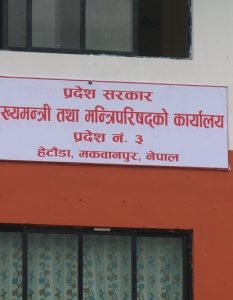 प्रदेश सरकार
ख्यमन्त्री तथा मन्त्रिपरिषद्को कार्यालय
प्रदेश नं. ३
हेटौंडा, मकवानपुर, नेपाल